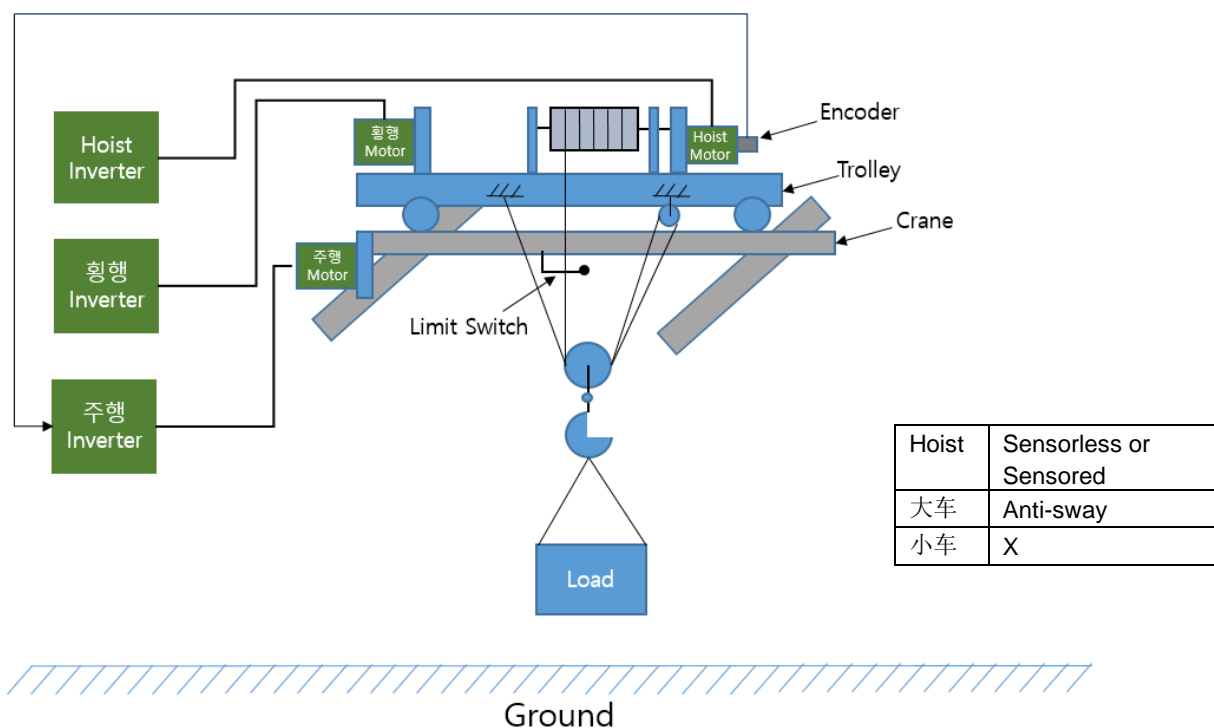 Hoist
Inverter
횡행
Inverter
주행
Inverter
횡행
Motor
Hoist
Motor
Encoder
Trolley
Crane
주행
Motor
Limit Switch
Load
Ground
Hoist
Sensorless or
Sensored
大车
Anti-sway
小车
X